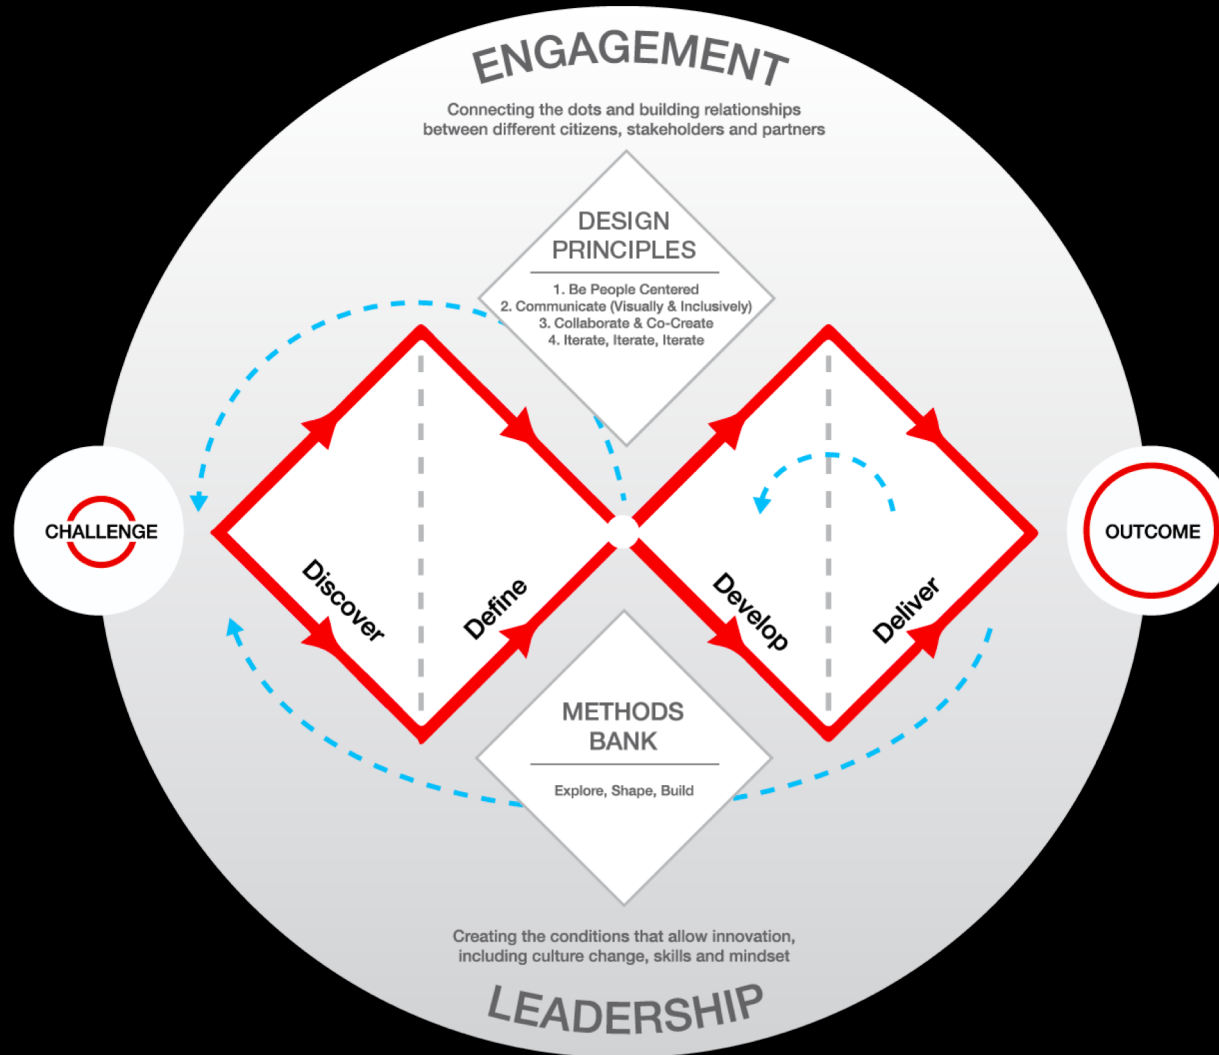 ENGAGEMENT
Connecting the dots and building relationships
between different citizens, stakeholders and partners
DESIGN
PRINCIPLES
1. Be People Centered
2. Communicate (Visually & Inclusively)
3. Collaborate & Co-Create
4. Iterate, Iterate, Iterate
CHALLENGE
Discover
Define
Develop
Deliver
OUTCOME
METHODS
BANK
Explore, Shape, Build
Creating the conditions that allow innovation,
including culture change, skills and mindset
LEADERSHIP